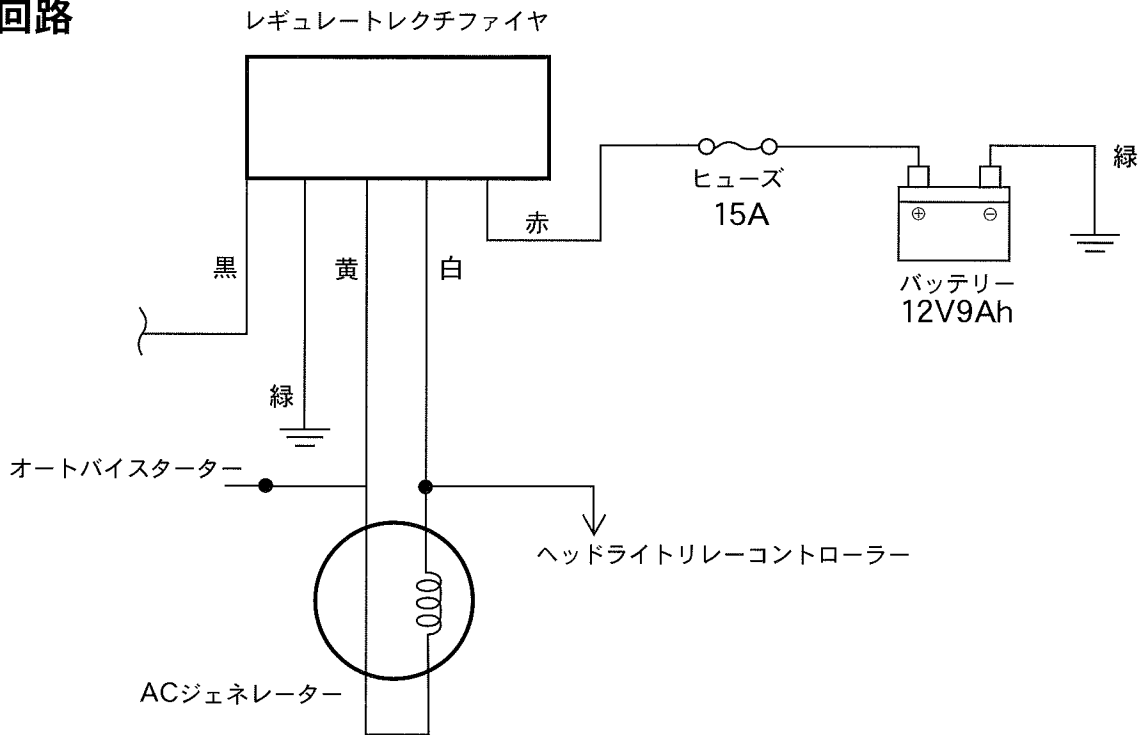 回路
レギュレートレクチファイヤ
ヒューズ
15A
緑
赤
黒
黄
白
⊕
⊖
バッテリー
12V9Ah
緑
オートバイスターター
ヘッドライトリレーコントローラー
ACジェネレーター